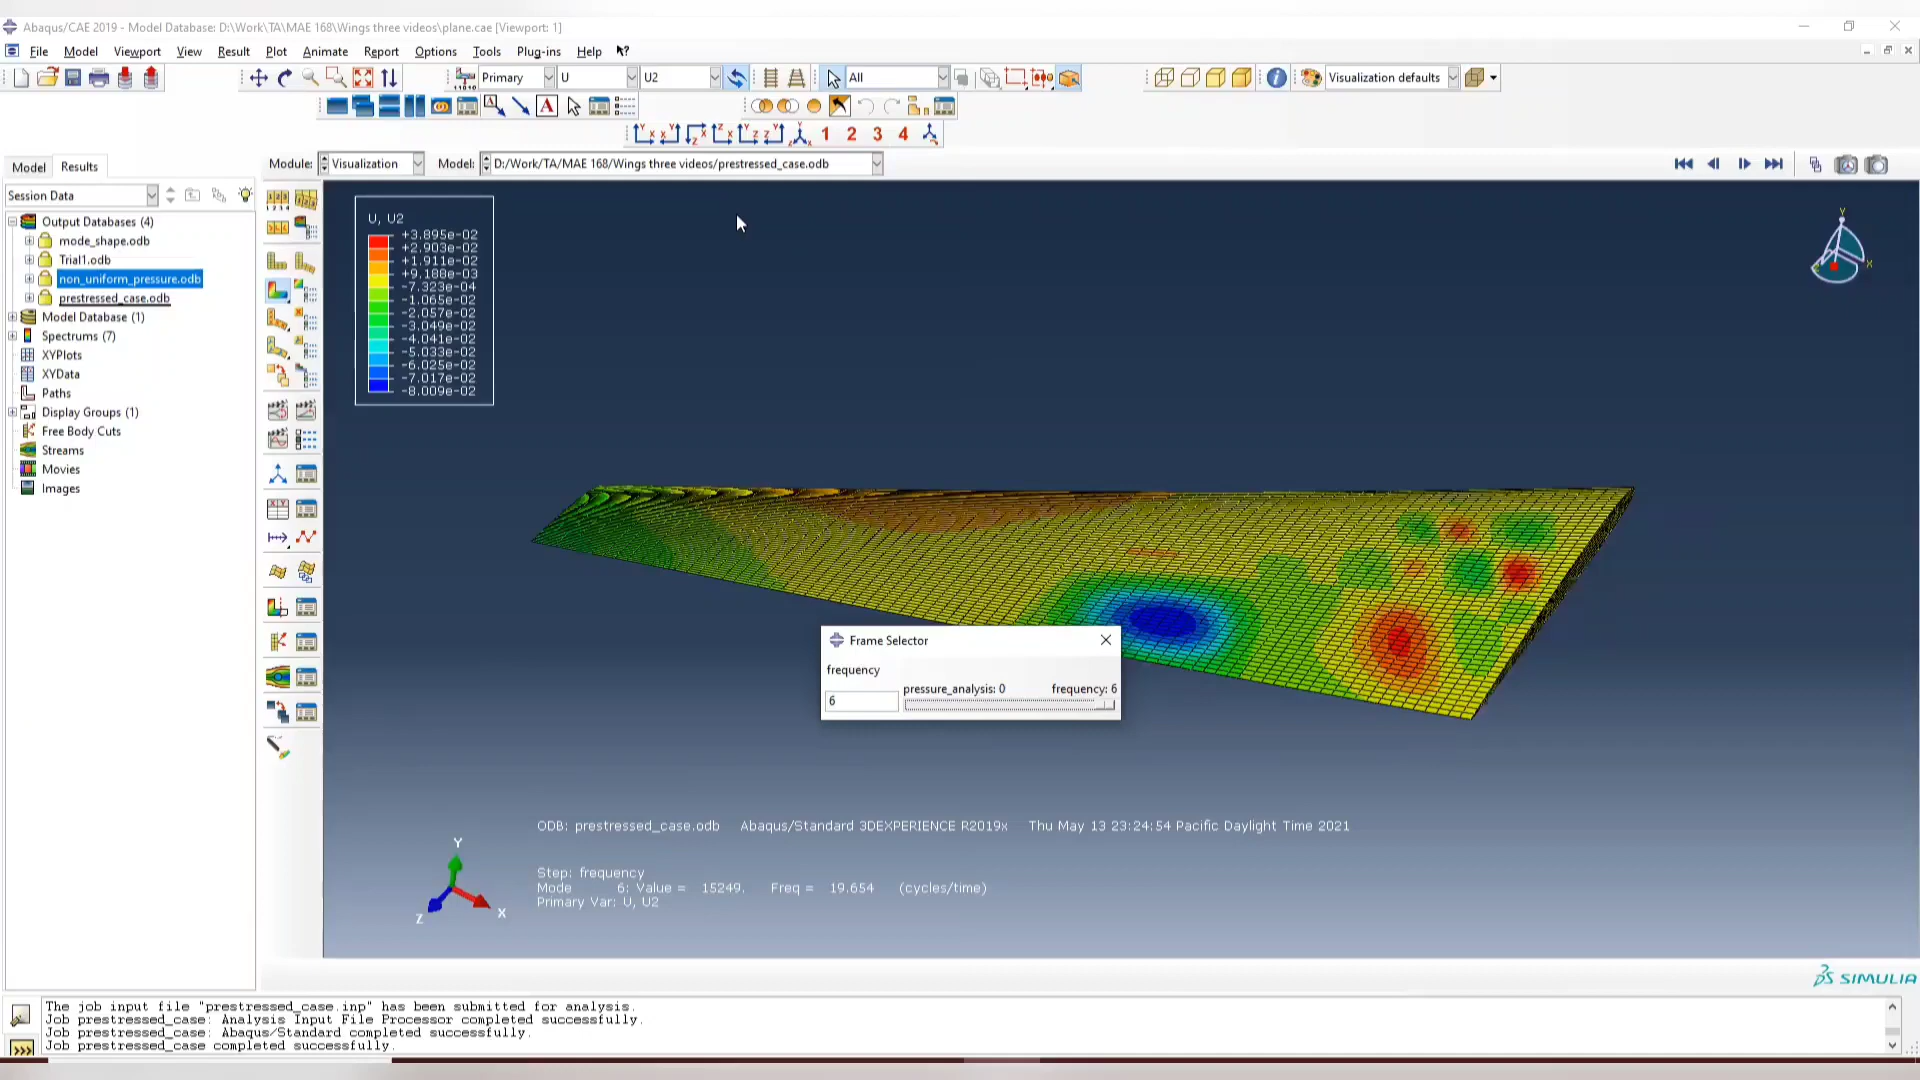 Abaqus/CAE 2019 - Model Database: D:\Work\TA\MAE 168\Wings three videos\plane.cae [Viewport: 1]
File Model Viewport View Result Plot Animate Report Options Tools Plug-ins Help
Primary U U2 All Visualization defaults
1 2 3 4
Model Results Module: Visualization Model: D:/Work/TA/MAE 168/Wings three videos/prestressed_case.odb
Session Data
Output Databases (4)
mode_shape.odb
Trial1.odb
non_uniform_pressure.odb
prestressed_case.odb
Model Database (1)
Spectrums (7)
XYPlots
XYData
Paths
Display Groups (1)
Free Body Cuts
Streams
Movies
Images
U, U2
+3.895e-02
+2.903e-02
+1.911e-02
+9.188e-03
-7.323e-04
-1.065e-02
-2.057e-02
-3.049e-02
-4.041e-02
-5.033e-02
-6.025e-02
-7.017e-02
-8.009e-02
Y
X
Frame Selector
frequency
pressure_analysis: 0 frequency: 6
6
ODB: prestressed_case.odb Abaqus/Standard 3DEXPERIENCE R2019x Thu May 13 23:24:54 Pacific Daylight Time 2021
Step: frequency
Mode 6: Value = 15249. Freq = 19.654 (cycles/time)
Primary Var: U, U2
Y
X
Z
SIMULIA
The job input file "prestressed_case.inp" has been submitted for analysis.
Job prestressed_case: Analysis Input File Processor completed successfully.
Job prestressed_case: Abaqus/Standard completed successfully.
Job prestressed_case completed successfully.
>>>